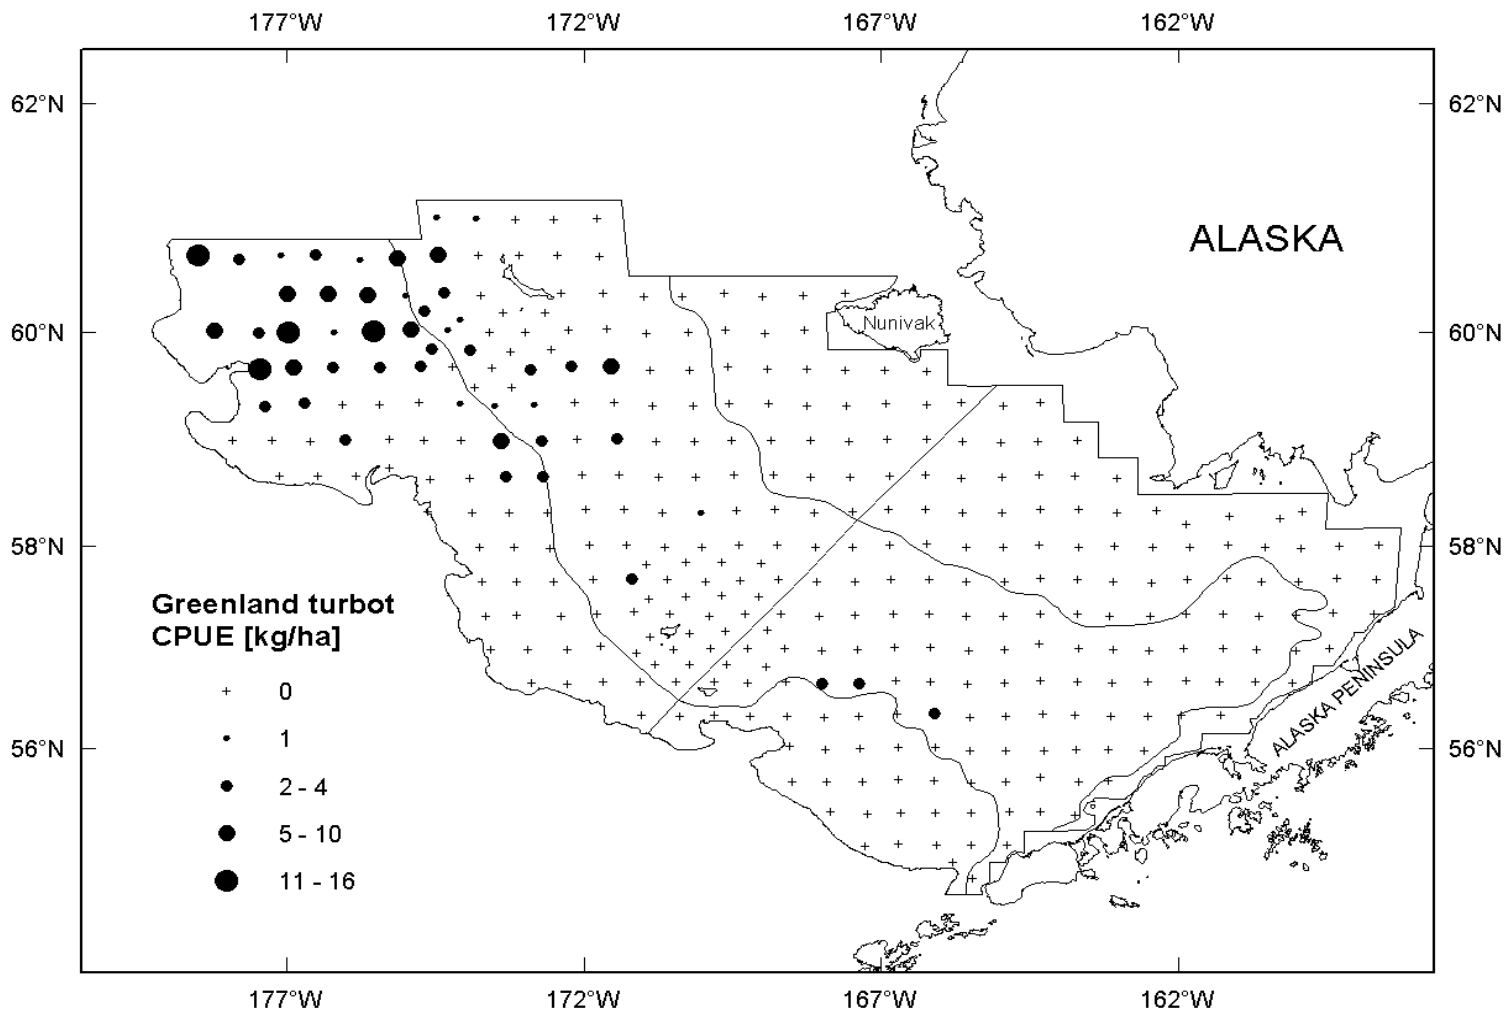 177°W 172°W 167°W 162°W
62°N 62°N
ALASKA
Nunivak
60°N 60°N
58°N 58°N
Greenland turbot
CPUE [kg/ha]
0
1
2 - 4
5 - 10
11 - 16
ALASKA PENINSULA
56°N 56°N
177°W 172°W 167°W 162°W